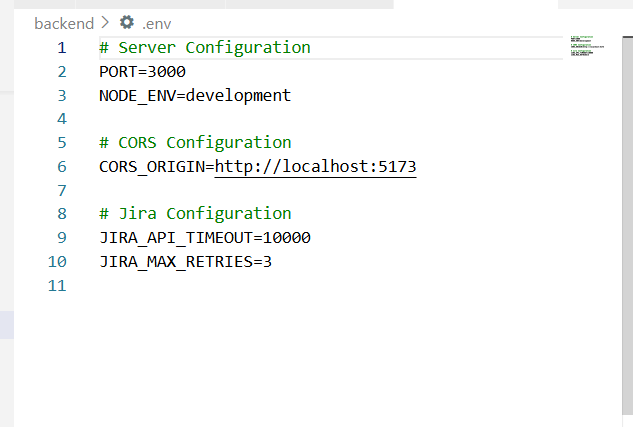 backend > .env
1 # Server Configuration
2 PORT=3000
3 NODE_ENV=development
4
5 # CORS Configuration
6 CORS_ORIGIN=http://localhost:5173
7
8 # Jira Configuration
9 JIRA_API_TIMEOUT=10000
10 JIRA_MAX_RETRIES=3
11